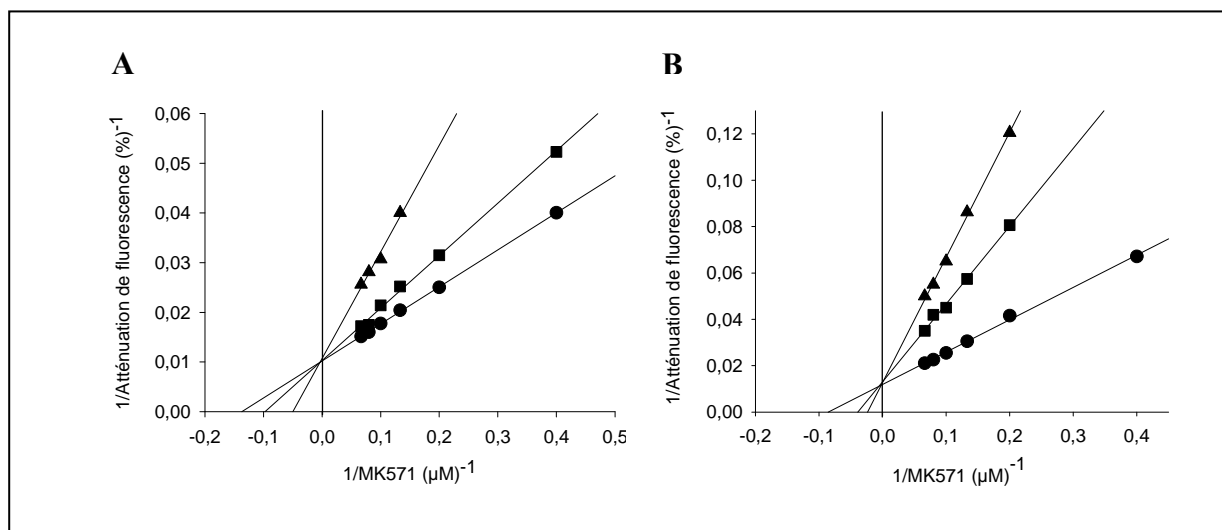 A
1/Atténuation de fluorescence (%)-1
0,06
0,05
0,04
0,03
0,02
0,01
0,00
-0,2 -0,1 0,0 0,1 0,2 0,3 0,4 0,5
1/MK571 (µM)-1
B
1/Atténuation de fluorescence (%)-1
0,12
0,10
0,08
0,06
0,04
0,02
0,00
-0,2 -0,1 0,0 0,1 0,2 0,3 0,4
1/MK571 (µM)-1